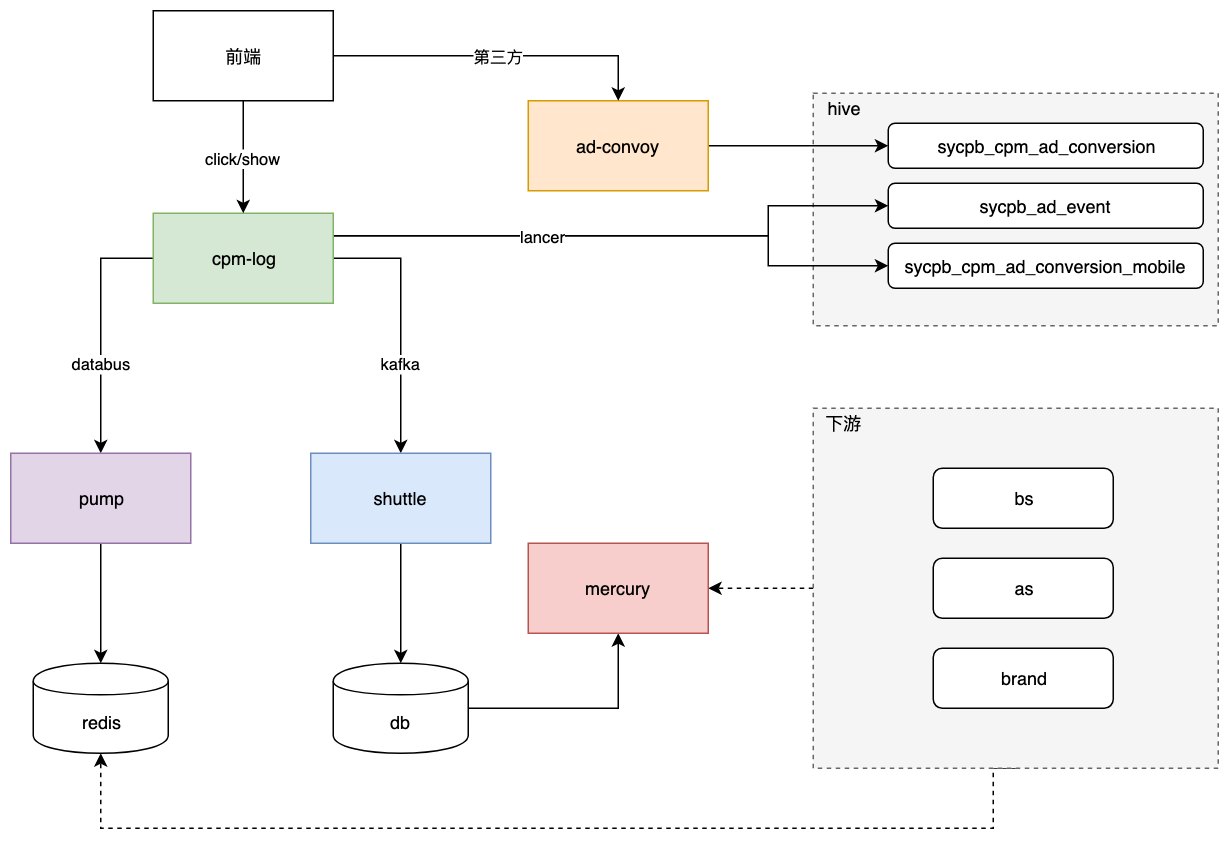 前端
第三方
hive
ad-convoy
sycpb_cpm_ad_conversion
click/show
sycpb_ad_event
cpm-log
lancer
sycpb_cpm_ad_conversion_mobile
databus
kafka
下游
pump
shuttle
bs
mercury
as
brand
redis
db